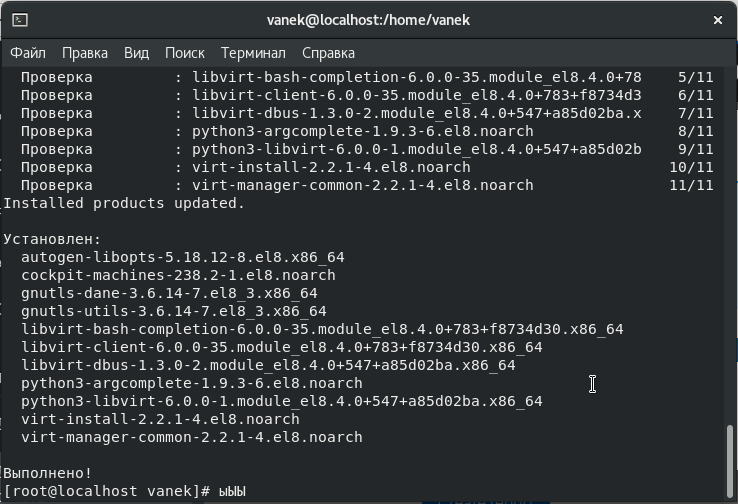 vanek@localhost:/home/vanek
Файл Правка Вид Поиск Терминал Справка
Проверка : libvirt-bash-completion-6.0.0-35.module_el8.4.0+78 5/11
Проверка : libvirt-client-6.0.0-35.module_el8.4.0+783+f8734d3 6/11
Проверка : libvirt-dbus-1.3.0-2.module_el8.4.0+547+a85d02ba.x 7/11
Проверка : python3-argcomplete-1.9.3-6.el8.noarch 8/11
Проверка : python3-libvirt-6.0.0-1.module_el8.4.0+547+a85d02b 9/11
Проверка : virt-install-2.2.1-4.el8.noarch 10/11
Проверка : virt-manager-common-2.2.1-4.el8.noarch 11/11
Installed products updated.
Установлен:
autogen-libopts-5.18.12-8.el8.x86_64
cockpit-machines-238.2-1.el8.noarch
gnutls-dane-3.6.14-7.el8_3.x86_64
gnutls-utils-3.6.14-7.el8_3.x86_64
libvirt-bash-completion-6.0.0-35.module_el8.4.0+783+f8734d30.x86_64
libvirt-client-6.0.0-35.module_el8.4.0+783+f8734d30.x86_64
libvirt-dbus-1.3.0-2.module_el8.4.0+547+a85d02ba.x86_64
python3-argcomplete-1.9.3-6.el8.noarch
python3-libvirt-6.0.0-1.module_el8.4.0+547+a85d02ba.x86_64
virt-install-2.2.1-4.el8.noarch
virt-manager-common-2.2.1-4.el8.noarch
Выполнено!
[root@localhost vanek]# ыЫЫ